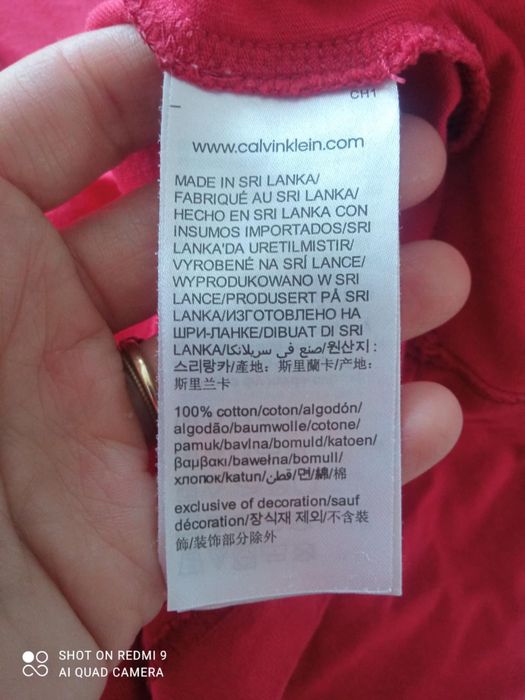 CH1
www.calvinklein.com
MADE IN SRI LANKA/
FABRIQUÉ AU SRI LANKA/
HECHO EN SRI LANKA CON
INSUMOS IMPORTADOS/SRI
LANKA'DA URETILMISTIR/
VYROBENÉ NA SRÍ LANCE/
WYPRODUKOWANO W SRI
LANCE/PRODUSERT PÅ SRI
LANKA/ИЗГОТОВЛЕНО НА
ШРИ-ЛАНКЕ/DIBUAT DI SRI
LANKA/صنع في سريلانكا/원산지 :
스리랑카/產地：斯里蘭卡/产地：
斯里兰卡
100% cotton/coton/algodón/
algodão/baumwolle/cotone/
pamuk/bavlna/bomuld/katoen/
βαμβακι/bawełna/bomull/
хлопок/katun/قطن/면/綿/棉
exclusive of decoration/sauf
décoration/장식재 제외/不含裝
飾/装饰部分除外
SHOT ON REDMI 9
AI QUAD CAMERA